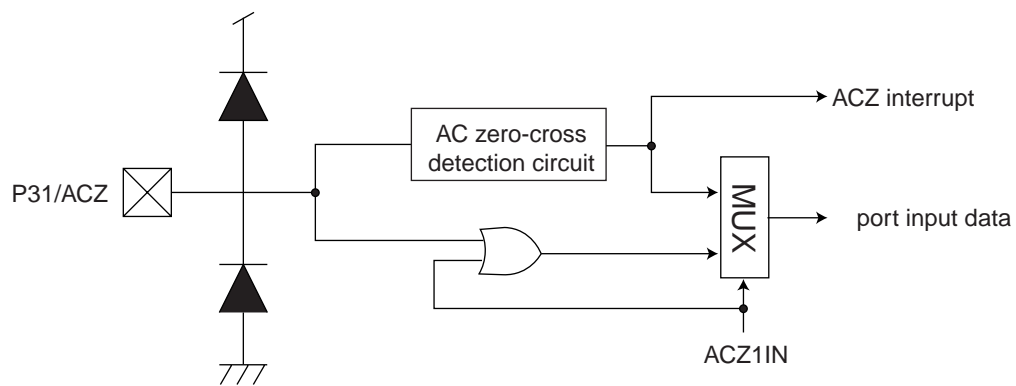 ACZ interrupt
AC zero-cross
detection circuit
P31/ACZ
MUX
port input data
ACZ1IN